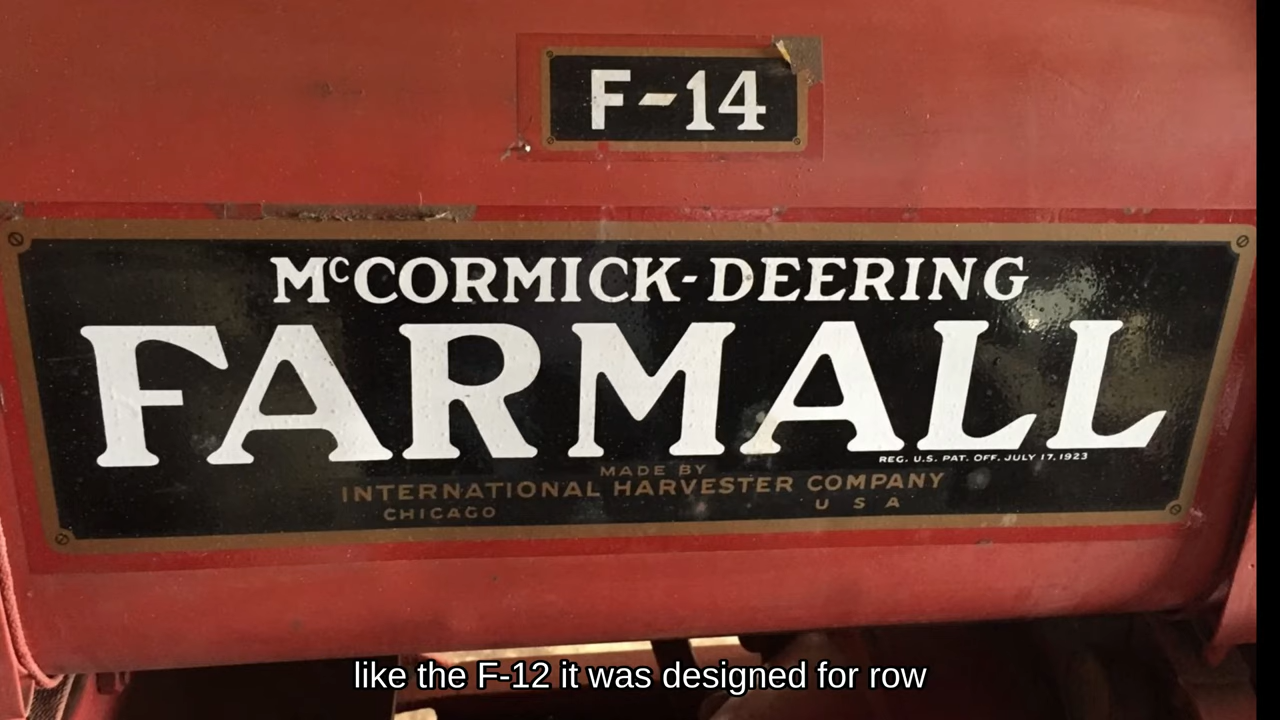 F-14
McCORMICK-DEERING
FARMALL
REG. U.S. PAT. OFF. JULY 17, 1923
MADE BY
INTERNATIONAL HARVESTER COMPANY
CHICAGO USA
like the F-12 it was designed for row